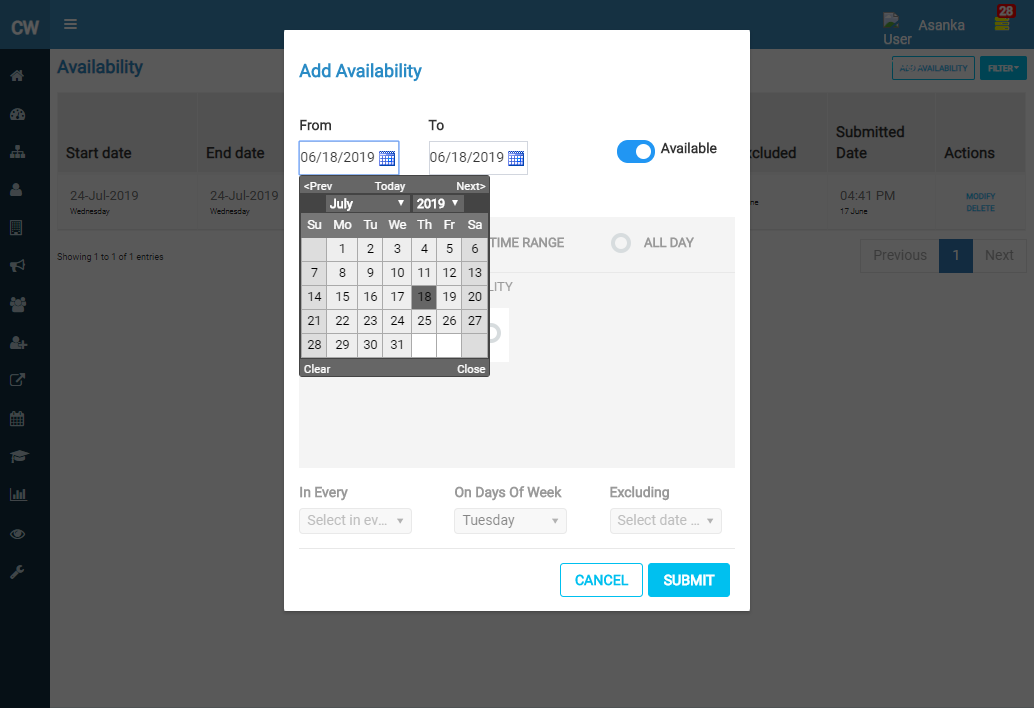 CW
User
Asanka
28
Availability
ADD AVAILABILITY
FILTER
Start date
End date
Submitted
Date
Actions
24-Jul-2019
Wednesday
24-Jul-2019
Wednesday
04:41 PM
17 June
MODIFY
DELETE
Showing 1 to 1 of 1 entries
Previous
1
Next
Add Availability
From
To
06/18/2019
06/18/2019
Available
<Prev
Today
Next>
July
2019
Su Mo Tu We Th Fr Sa
1 2 3 4 5 6
7 8 9 10 11 12 13
14 15 16 17 18 19 20
21 22 23 24 25 26 27
28 29 30 31
Clear
Close
TIME RANGE
ALL DAY
In Every
On Days Of Week
Excluding
Select in ev...
Tuesday
Select date ...
CANCEL
SUBMIT